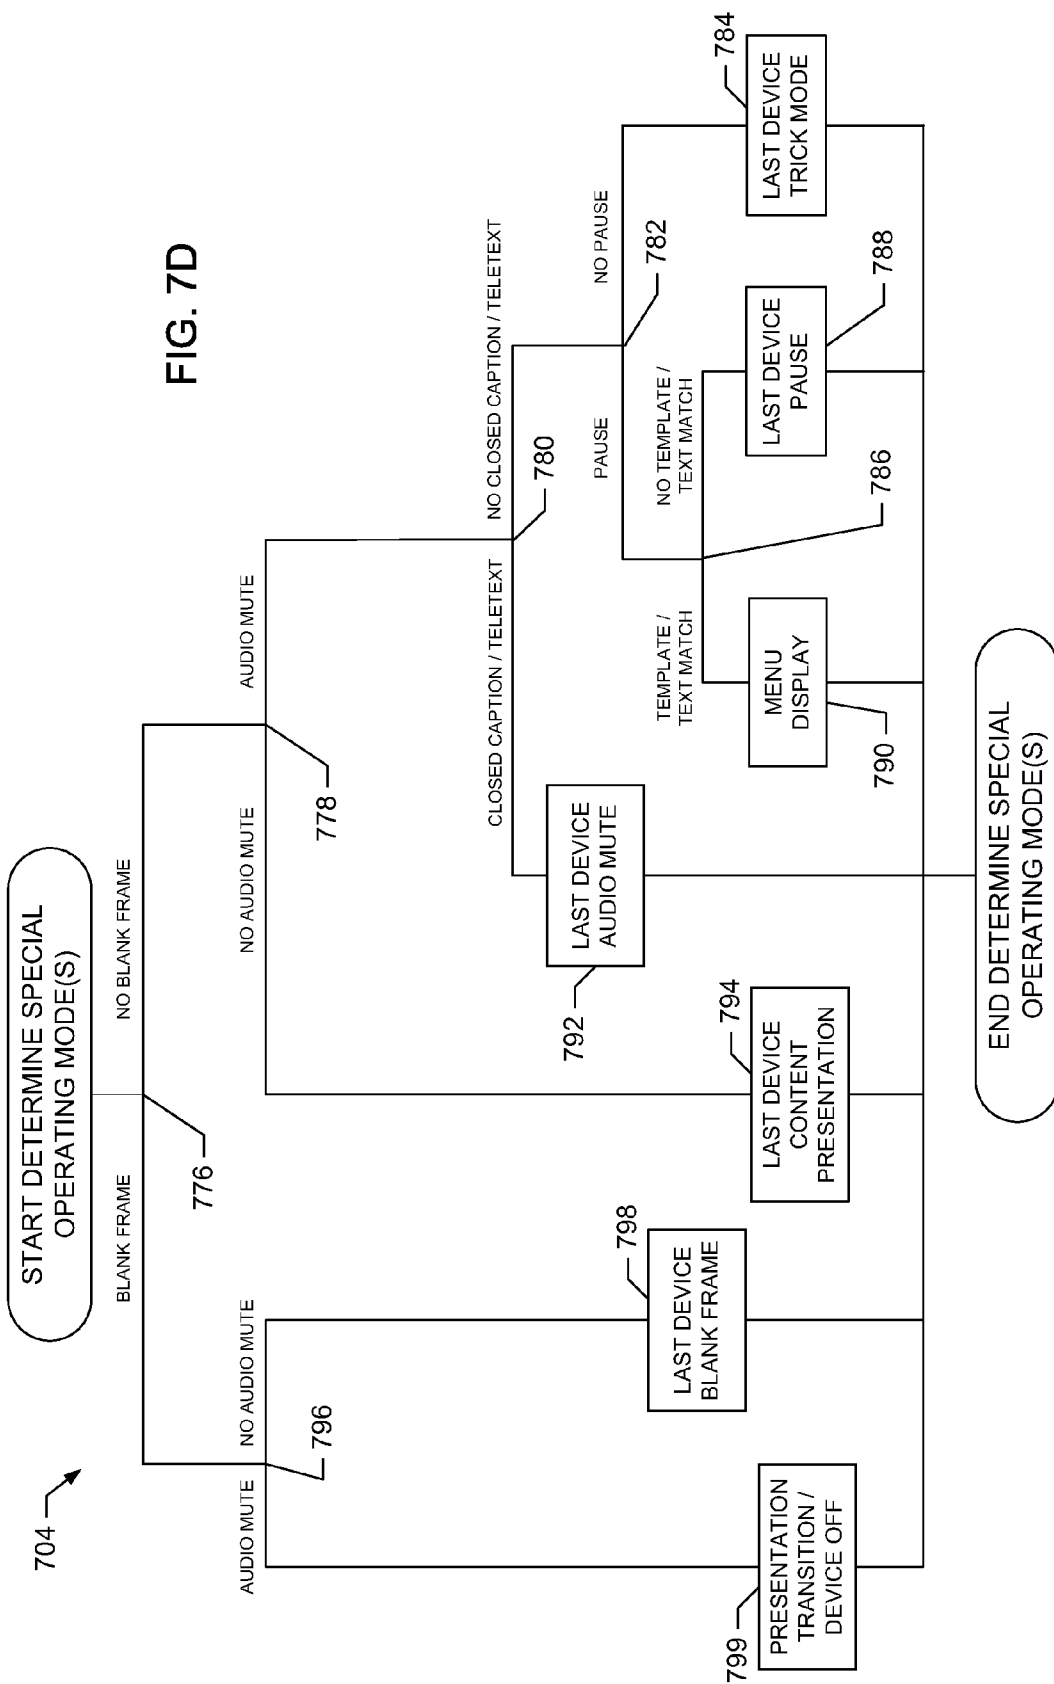 FIG. 7D
704
START DETERMINE SPECIAL
OPERATING MODE(S)
BLANK FRAME
NO BLANK FRAME
776
AUDIO MUTE
NO AUDIO MUTE
796
NO AUDIO MUTE
AUDIO MUTE
778
CLOSED CAPTION / TELETEXT
NO CLOSED CAPTION / TELETEXT
780
PAUSE
NO PAUSE
782
TEMPLATE /
TEXT MATCH
NO TEMPLATE /
TEXT MATCH
786
PRESENTATION
TRANSITION /
DEVICE OFF
799
LAST DEVICE
BLANK FRAME
798
LAST DEVICE
CONTENT
PRESENTATION
794
LAST DEVICE
AUDIO MUTE
792
MENU
DISPLAY
790
LAST DEVICE
PAUSE
788
LAST DEVICE
TRICK MODE
784
END DETERMINE SPECIAL
OPERATING MODE(S)